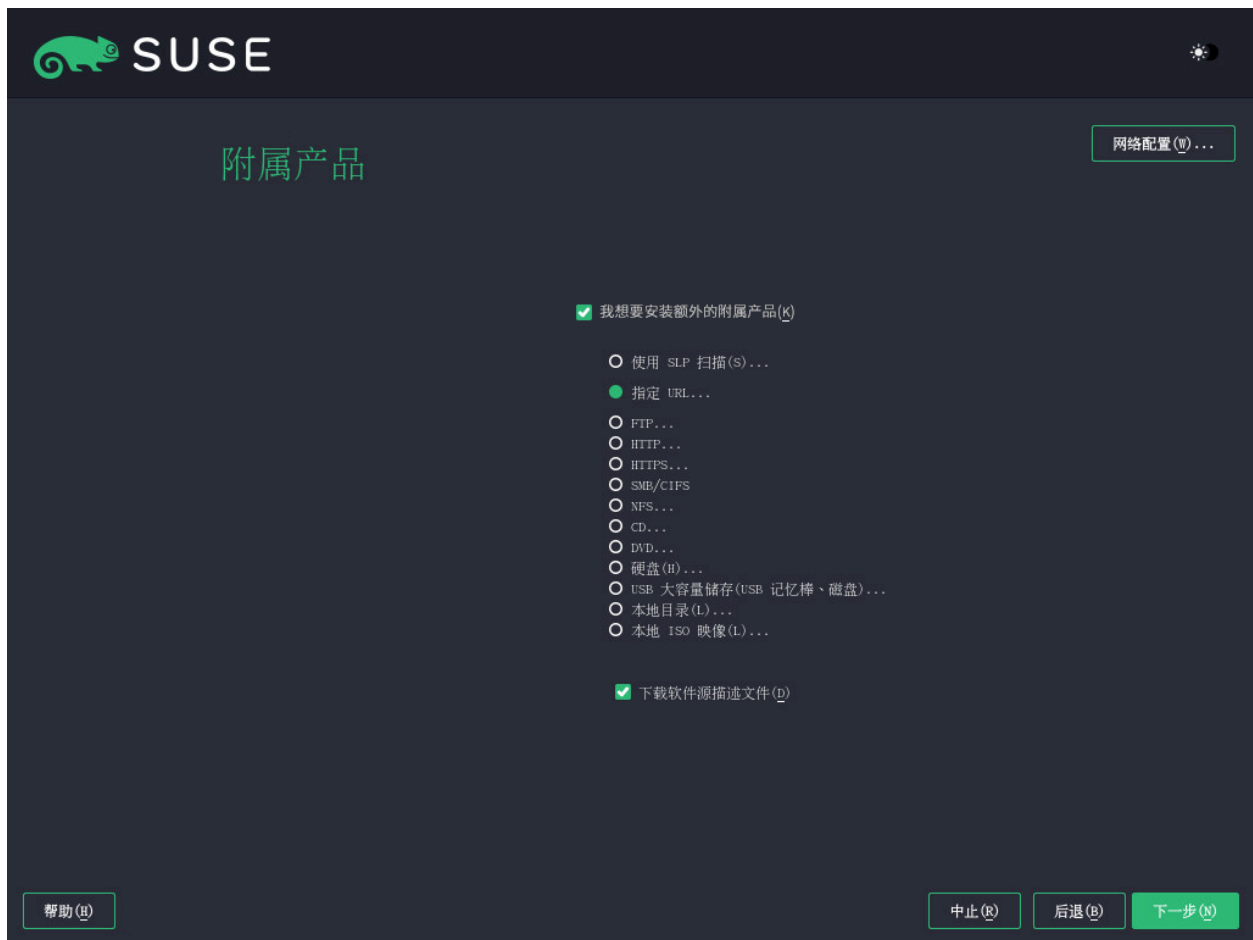 SUSE
附属产品
网络配置(W)...
我想要安装额外的附属产品(K)
使用 SLP 扫描(S)...
指定 URL...
FTP...
HTTP...
HTTPS...
SMB/CIFS
NFS...
CD...
DVD...
硬盘(H)...
USB 大容量储存(USB 记忆棒、磁盘)...
本地目录(L)...
本地 ISO 映像(L)...
下载软件源描述文件(D)
帮助(H)
中止(R)
后退(B)
下一步(N)